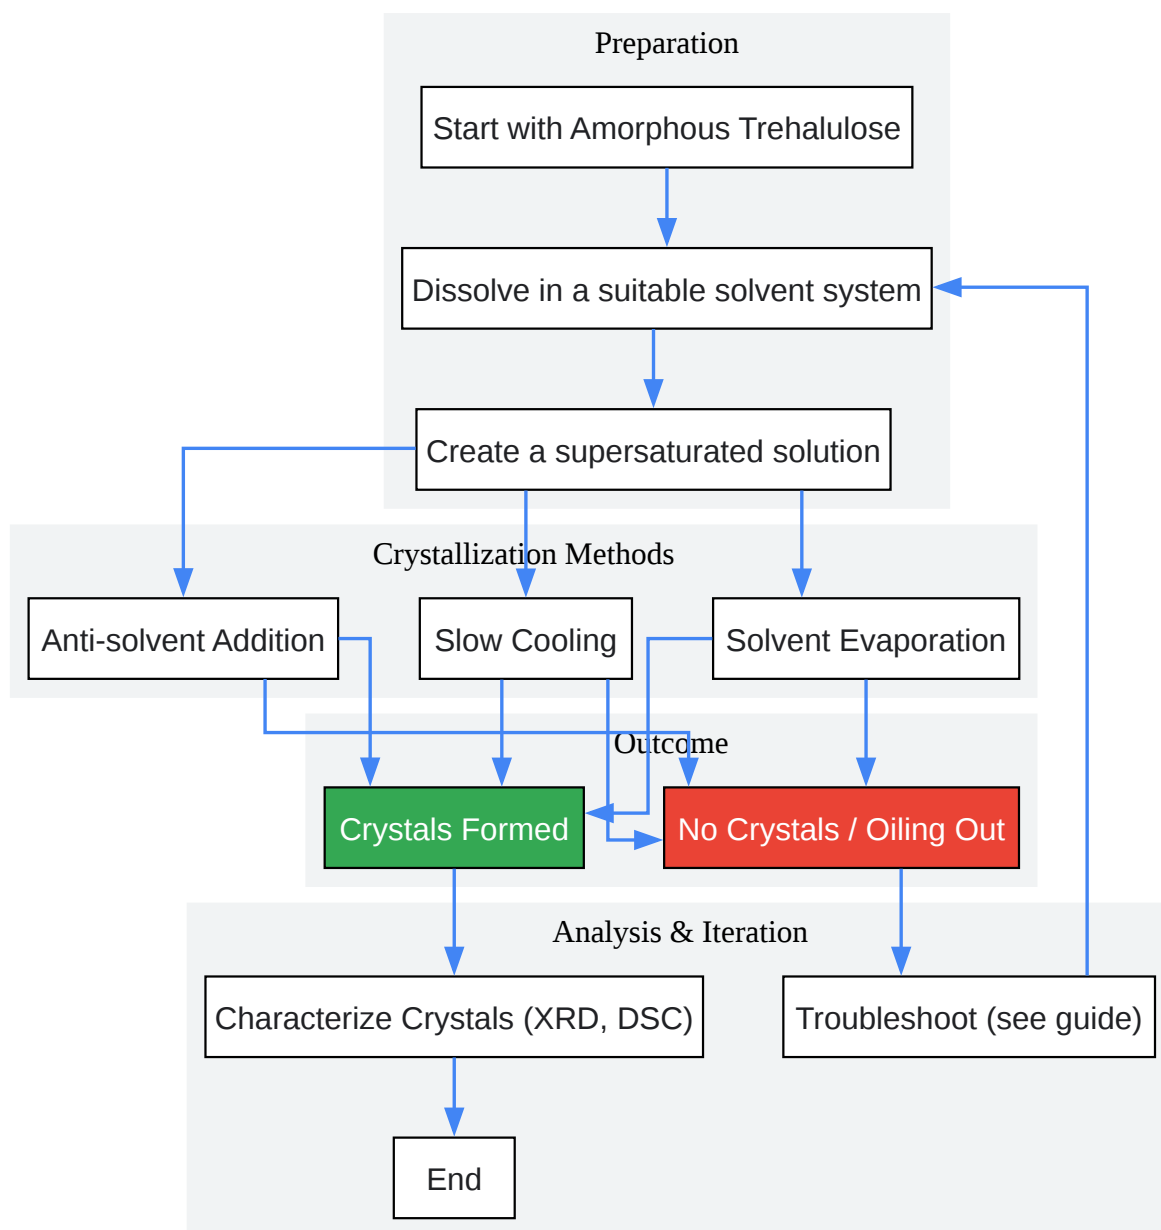 Preparation
Start with Amorphous Trehalulose
Dissolve in a suitable solvent system
Create a supersaturated solution
Crystallization Methods
Anti-solvent Addition
Slow Cooling
Solvent Evaporation
Outcome
Crystals Formed
No Crystals / Oiling Out
Analysis & Iteration
Characterize Crystals (XRD, DSC)
Troubleshoot (see guide)
End